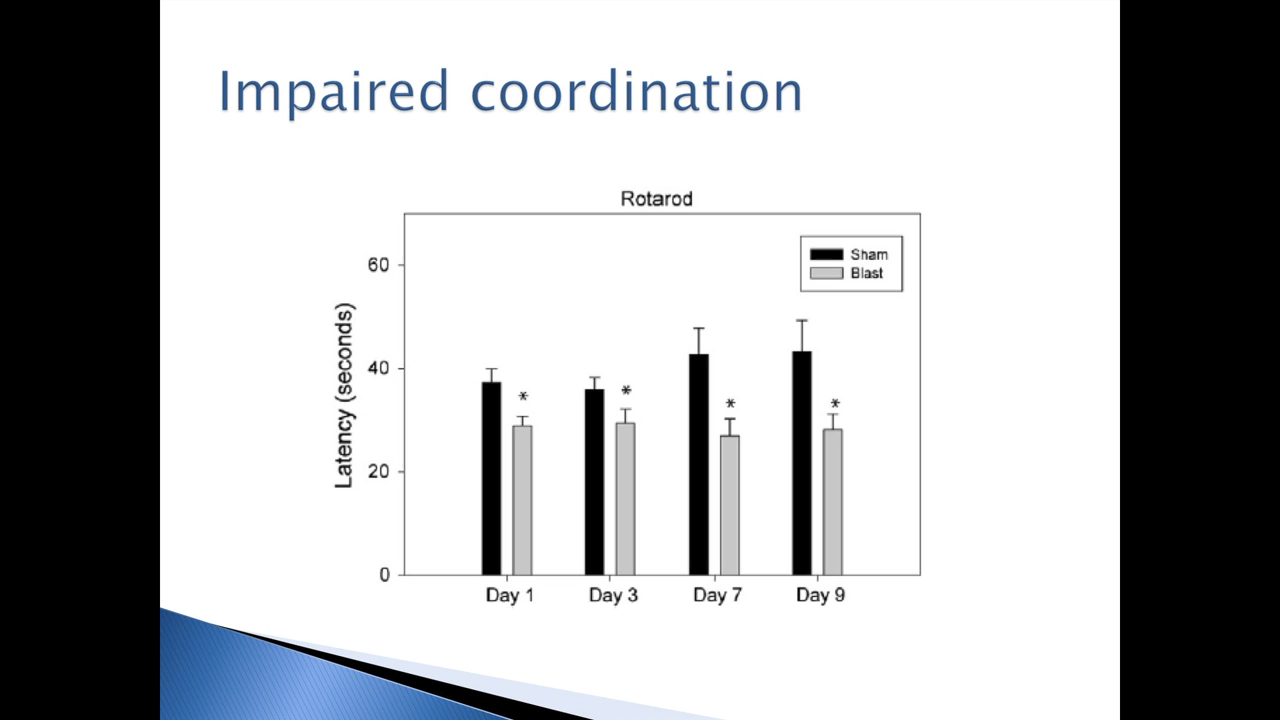 Impaired coordination
Rotarod
Sham
Blast
Latency (seconds)
60
40
20
0
*
*
*
*
Day 1
Day 3
Day 7
Day 9